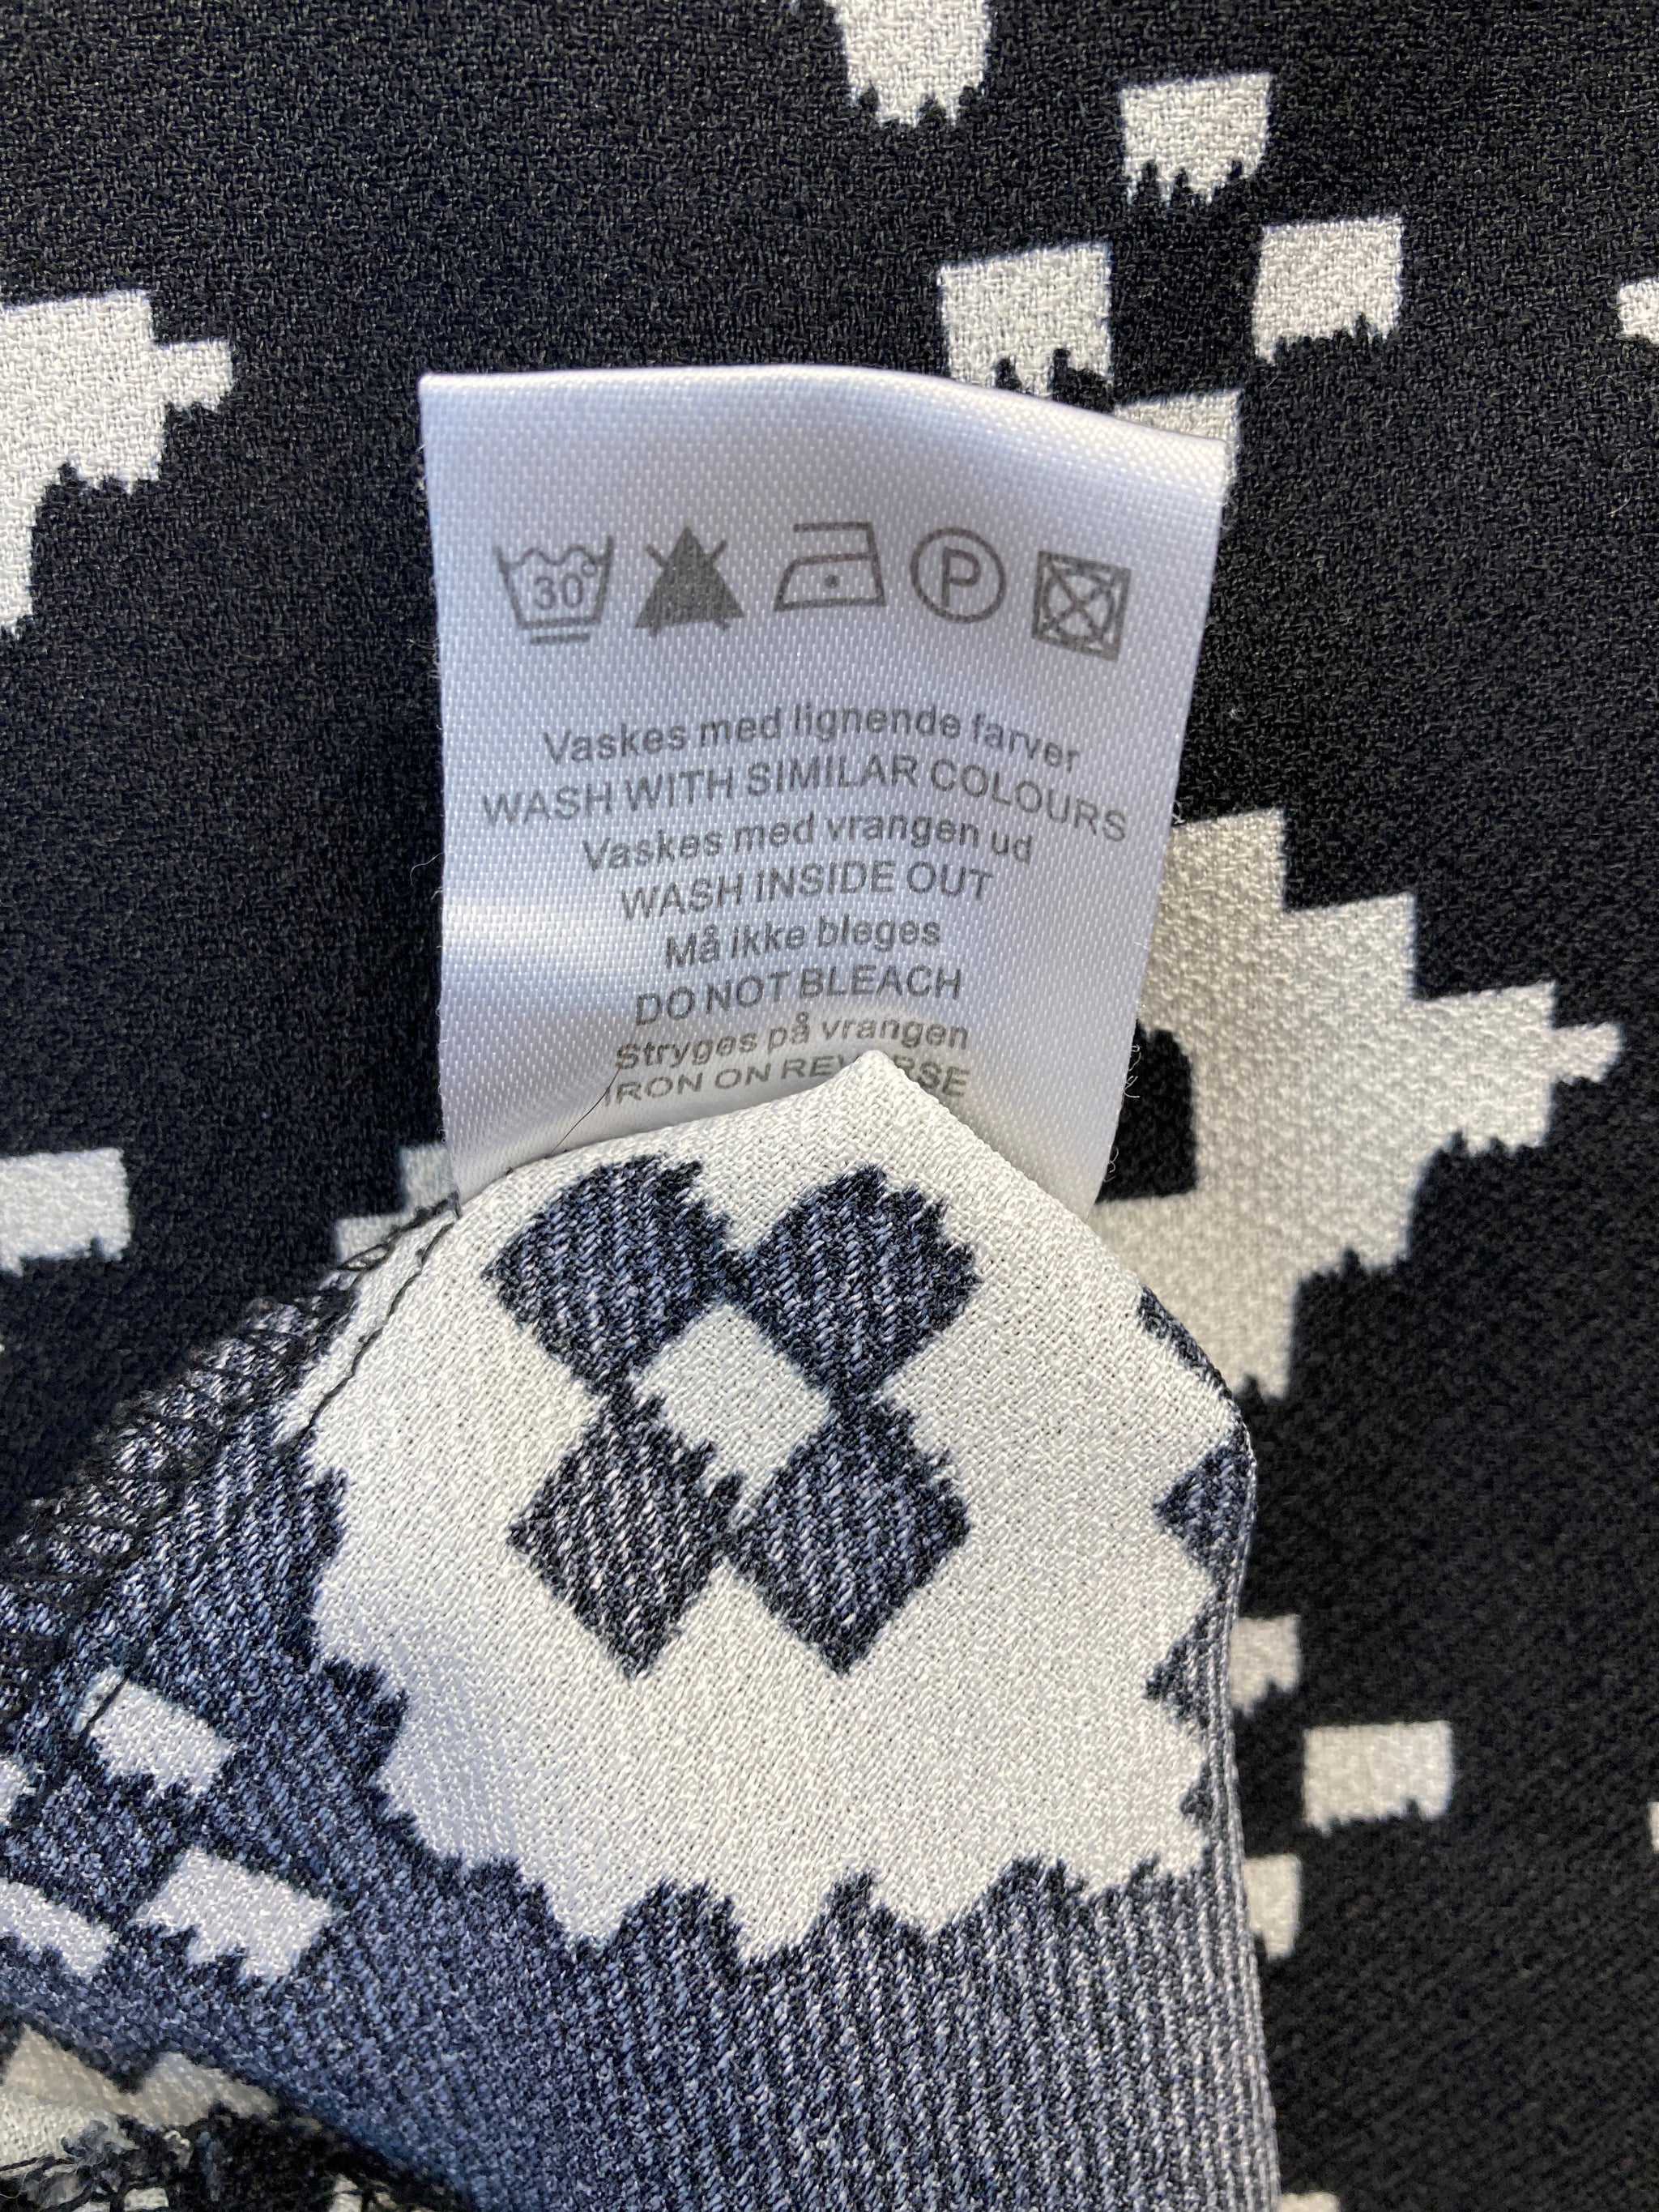 30°
P
Vaskes med lignende farver
WASH WITH SIMILAR COLOURS
Vaskes med vrangen ud
WASH INSIDE OUT
Må ikke bleges
DO NOT BLEACH
Stryges på vrangen
IRON ON REVERSE